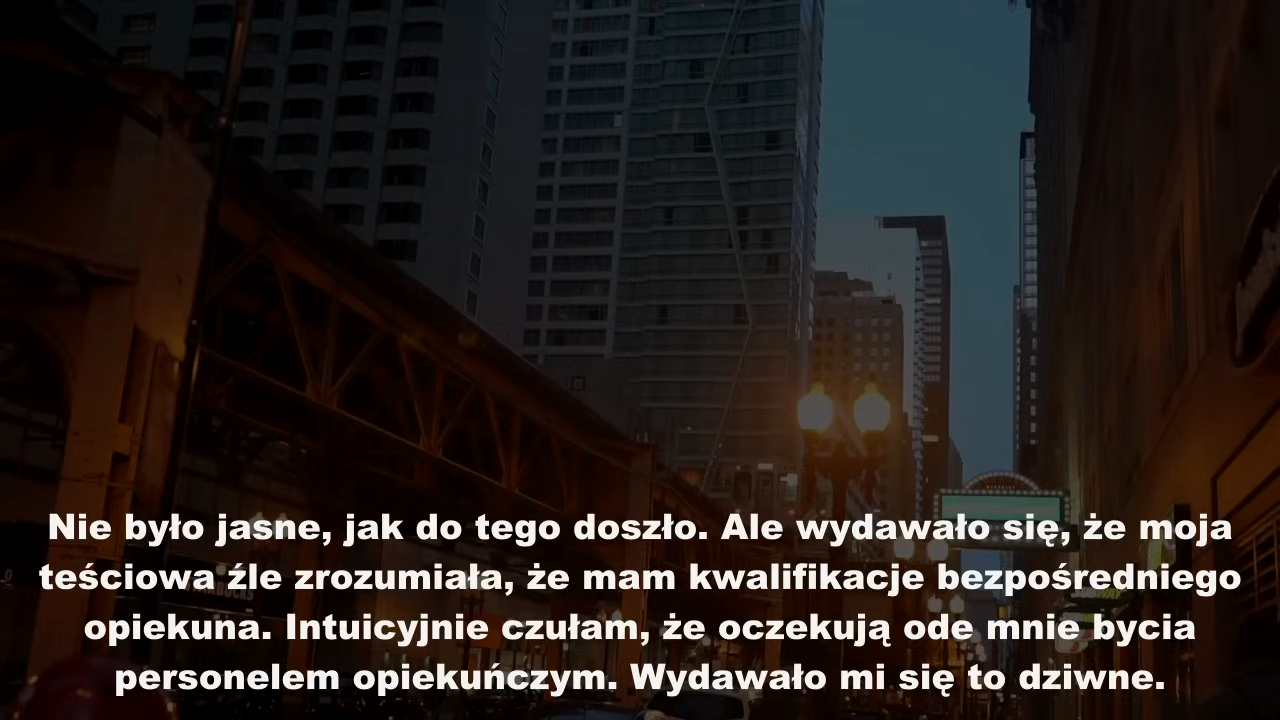 Nie było jasne, jak do tego doszło. Ale wydawało się, że moja
teściowa źle zrozumiała, że mam kwalifikacje bezpośredniego
opiekuna. Intuicyjnie czułam, że oczekują ode mnie bycia
personelem opiekuńczym. Wydawało mi się to dziwne.